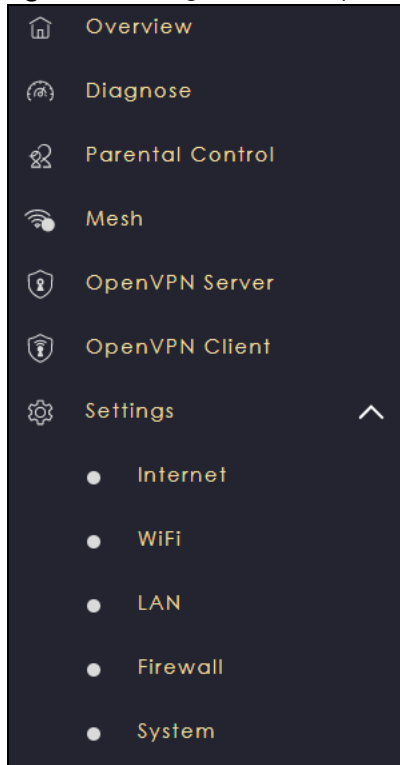 Overview
Diagnose
Parental Control
Mesh
OpenVPN Server
OpenVPN Client
Settings
Internet
WiFi
LAN
Firewall
System